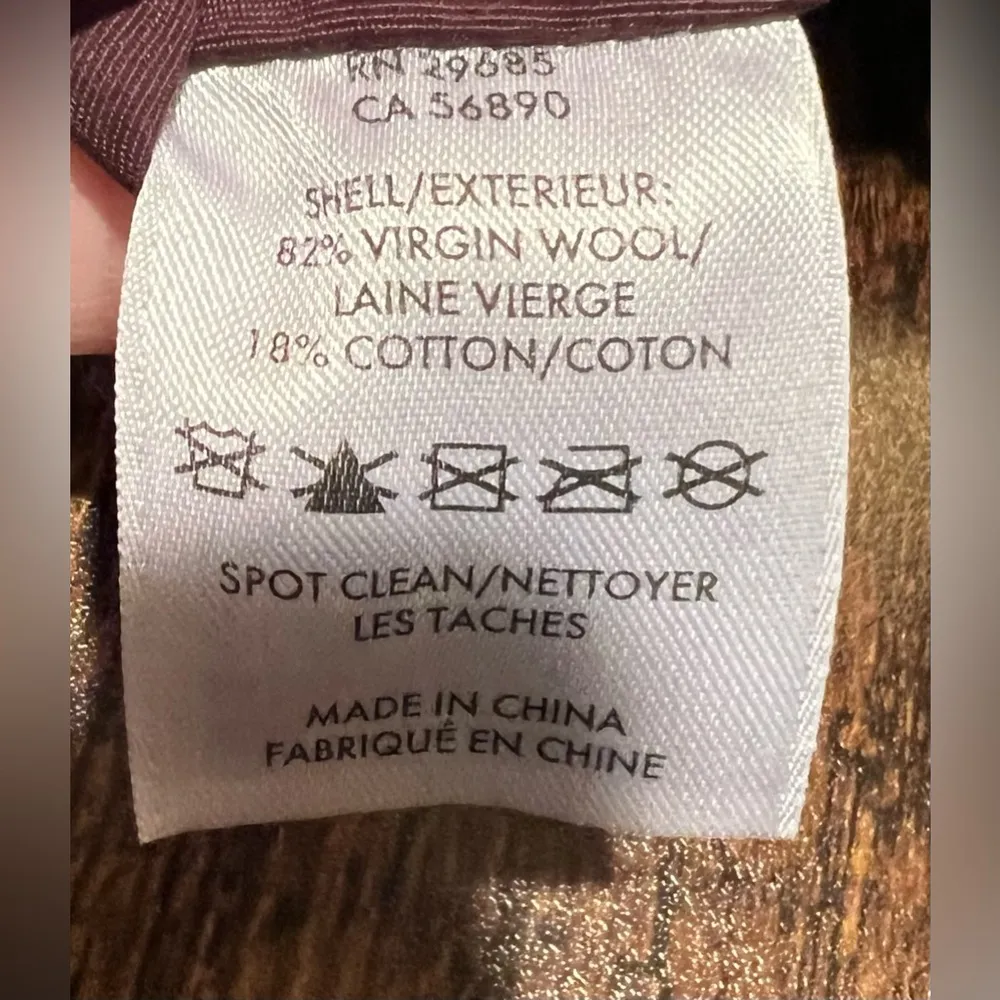 RN 29685
CA 56890
SHELL/EXTERIEUR:
82% VIRGIN WOOL/
LAINE VIERGE
18% COTTON/COTON
SPOT CLEAN/NETTOYER
LES TACHES
MADE IN CHINA
FABRIQUÉ EN CHINE